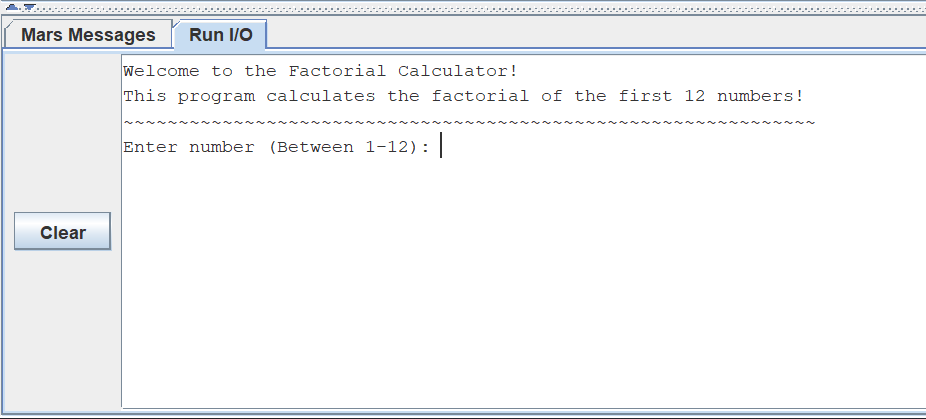 Mars Messages Run I/O
Welcome to the Factorial Calculator!
This program calculates the factorial of the first 12 numbers!
~~~~~~~~~~~~~~~~~~~~~~~~~~~~~~~~~~~~~~~~~~~~~~~~~~~~~~~~~~~~~~~
Enter number (Between 1-12):
Clear